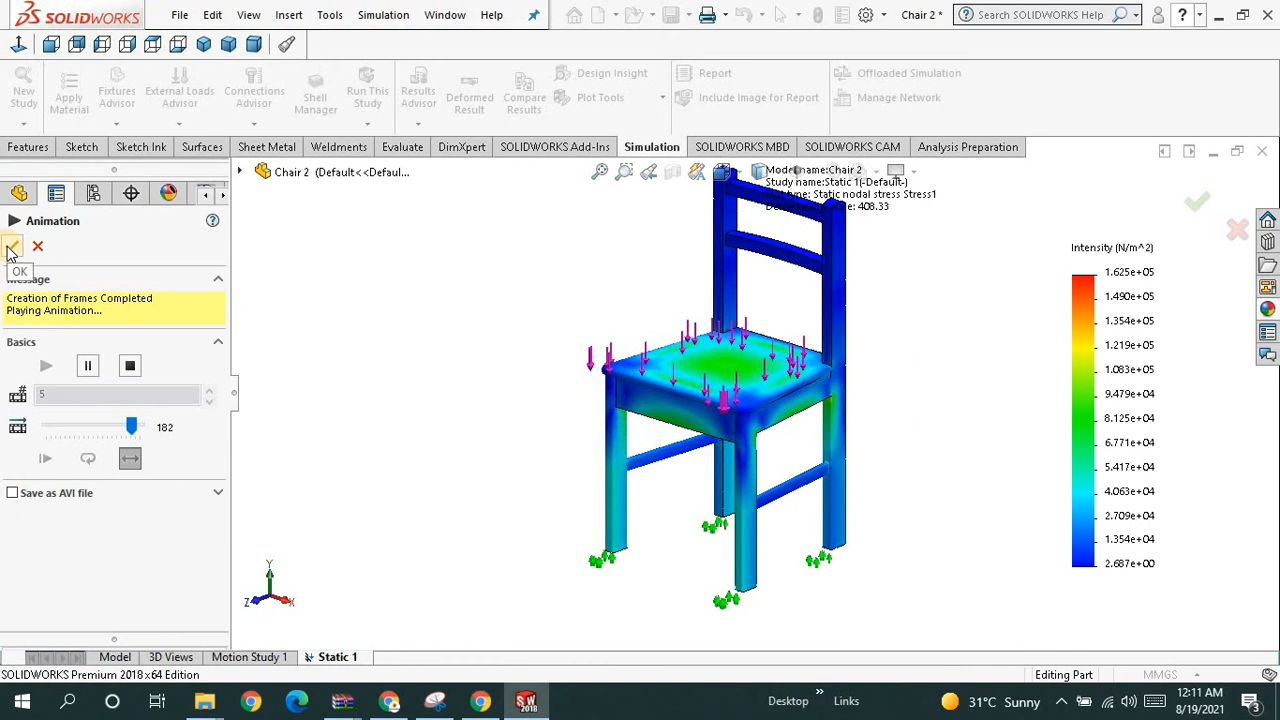 SOLIDWORKS
File Edit View Insert Tools Simulation Window Help
Chair 2 *
Search SOLIDWORKS Help
?
New Study
Apply Material
Fixtures Advisor
External Loads Advisor
Connections Advisor
Shell Manager
Run This Study
Results Advisor
Deformed Result
Compare Results
Design Insight
Plot Tools
Report
Include Image for Report
Offloaded Simulation
Manage Network
Features Sketch Sketch Ink Surfaces Sheet Metal Weldments Evaluate DimXpert SOLIDWORKS Add-Ins Simulation SOLIDWORKS MBD SOLIDWORKS CAM Analysis Preparation
Chair 2 (Default<<Defaul...
Model name:Chair 2
Study name:Static 1(-Default-)
Static nodal stress Stress1
408.33
Animation
OK
Message
Creation of Frames Completed
Playing Animation...
Basics
5
182
Save as AVI file
Intensity (N/m^2)
1.625e+05
1.490e+05
1.354e+05
1.219e+05
1.083e+05
9.479e+04
8.125e+04
6.771e+04
5.417e+04
4.063e+04
2.709e+04
1.354e+04
2.687e+00
Y
Z
X
Model 3D Views Motion Study 1 Static 1
SOLIDWORKS Premium 2018 x64 Edition
Editing Part
MMGS
SW
2018
Desktop
Links
31°C Sunny
12:11 AM
8/19/2021
3